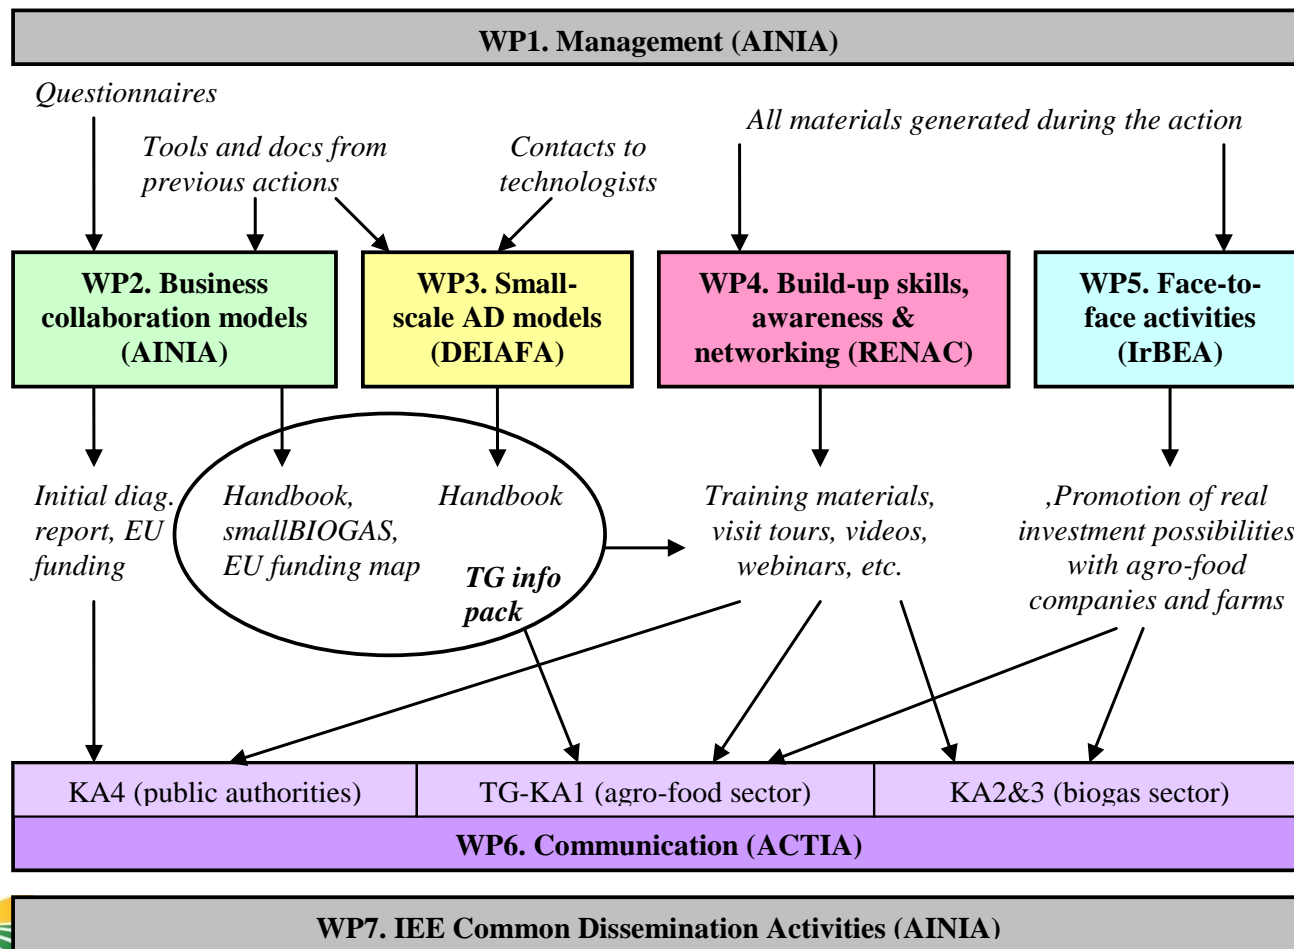 WP1. Management (AINIA)
Questionnaires
All materials generated during the action
Tools and docs from
previous actions
Contacts to
technologists
WP2. Business
collaboration models
(AINIA)
WP3. Small-
scale AD models
(DEIAFA)
WP4. Build-up skills,
awareness &
networking (RENAC)
WP5. Face-to-
face activities
(IrBEA)
Initial diag.
report, EU
funding
Handbook,
smallBIOGAS,
EU funding map
Handbook
TG info
pack
Training materials,
visit tours, videos,
webinars, etc.
,Promotion of real
investment possibilities
with agro-food
companies and farms
KA4 (public authorities)
TG-KA1 (agro-food sector)
KA2&3 (biogas sector)
WP6. Communication (ACTIA)
WP7. IEE Common Dissemination Activities (AINIA)